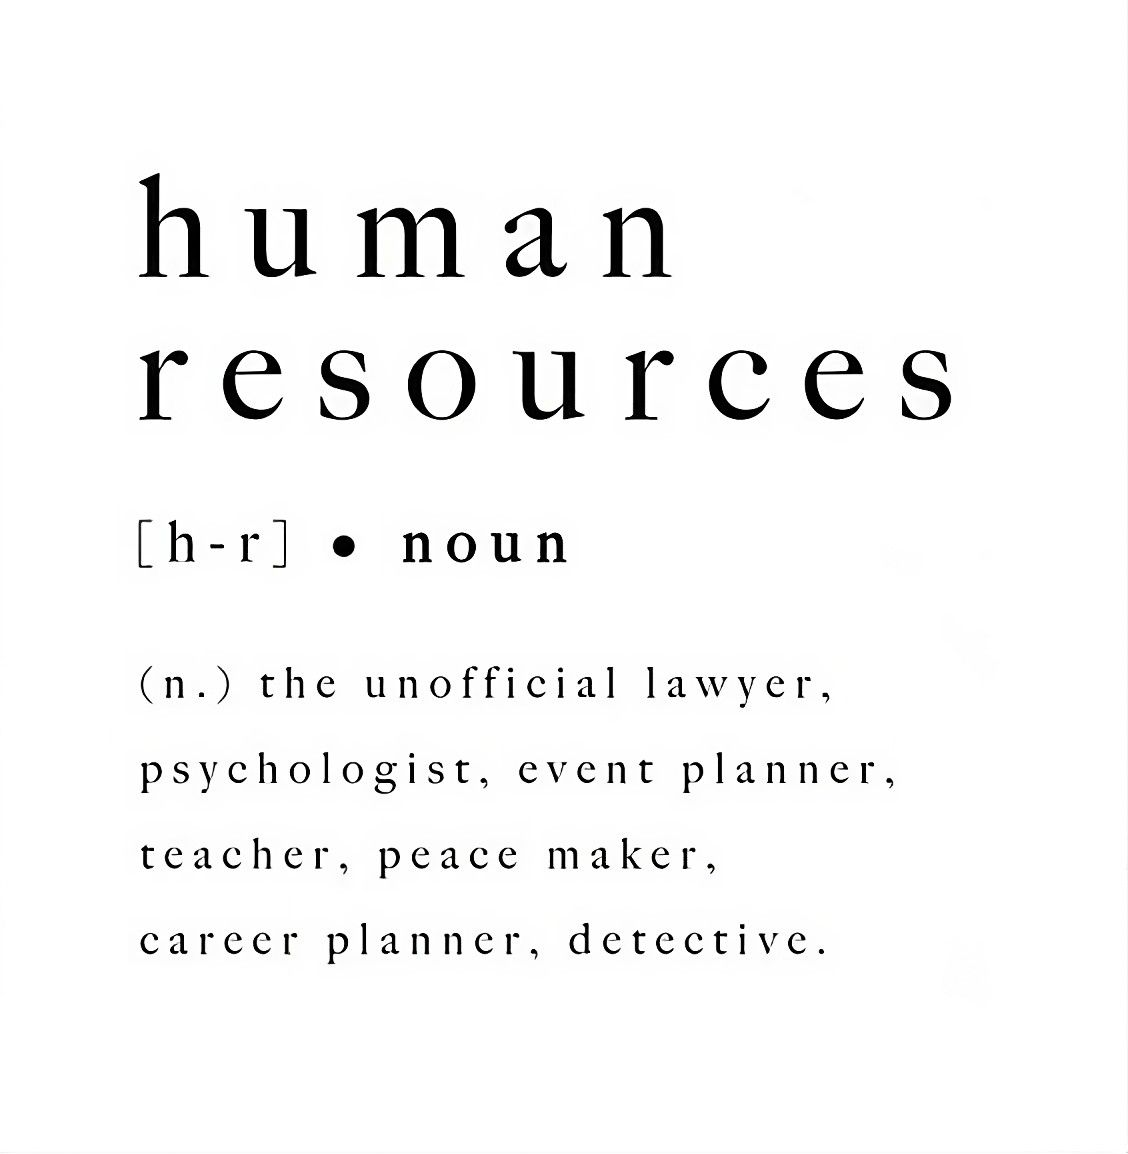 human
resources
[h-r] • noun
(n.) the unofficial lawyer,
psychologist, event planner,
teacher, peace maker,
career planner, detective.